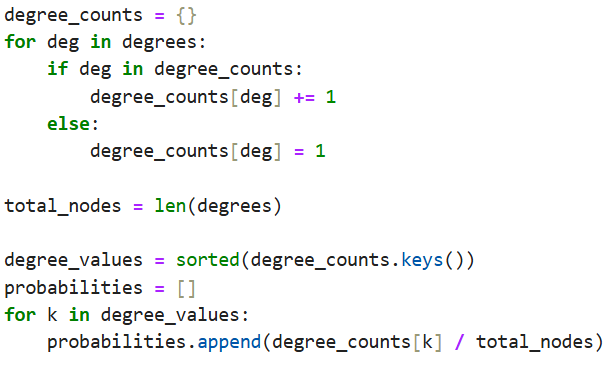 degree_counts = {}
for deg in degrees:
    if deg in degree_counts:
        degree_counts[deg] += 1
    else:
        degree_counts[deg] = 1

total_nodes = len(degrees)

degree_values = sorted(degree_counts.keys())
probabilities = []
for k in degree_values:
    probabilities.append(degree_counts[k] / total_nodes)